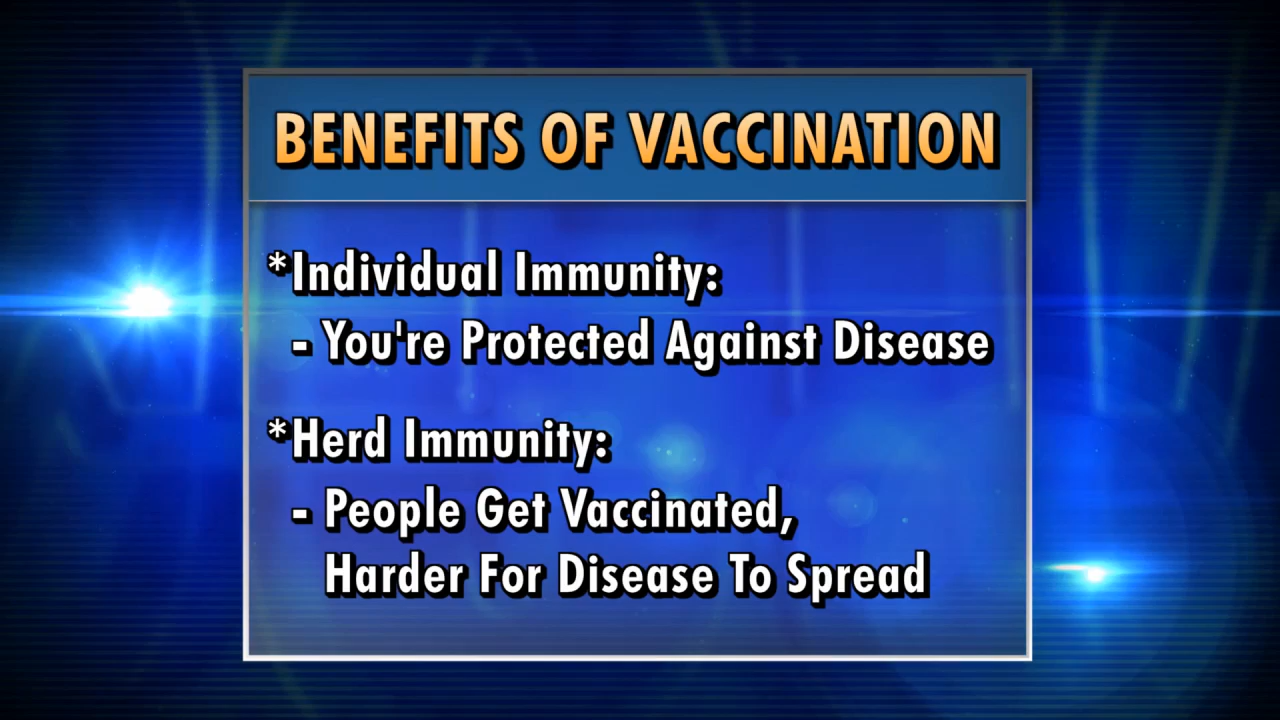 BENEFITS OF VACCINATION
*Individual Immunity:
- You're Protected Against Disease
*Herd Immunity:
- People Get Vaccinated,
Harder For Disease To Spread